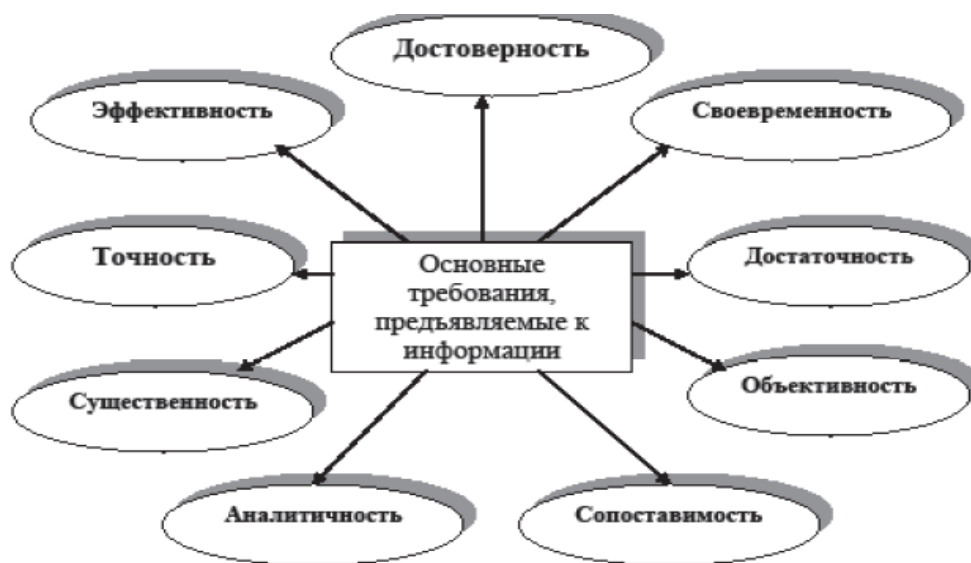 Достоверность
Эффективность
Своевременность
Точность
Основные
требования,
предъявляемые к
информации
Достаточность
Существенность
Объективность
Аналитичность
Сопоставимость